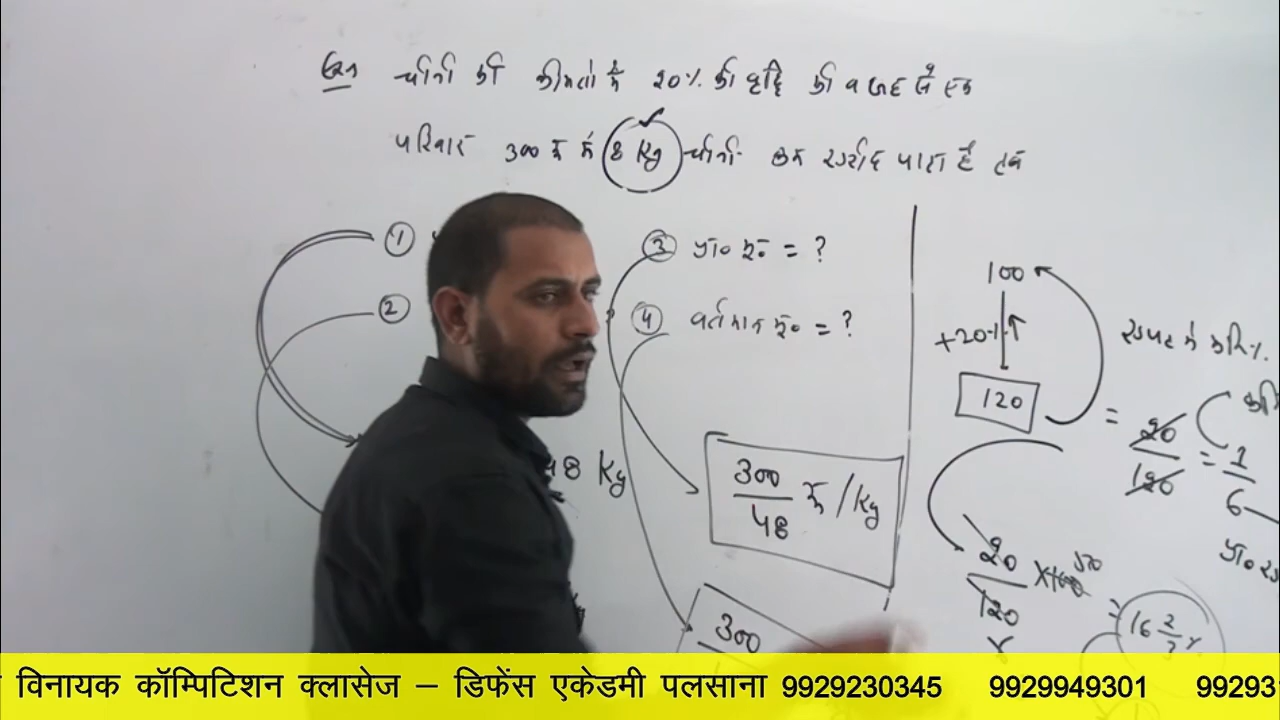 Que चीनी की कीमतों में 20% की वृद्धि की वजह से एक
परिवार 300 रू में 8 Kg चीनी कम खरीद पाता है तब
①
②
③ प्रा० मू० = ?
④ वर्तमान मू० = ?
48 Kg
300/48 रू/Kg
300
100
+20%↑
120
खपत में कमी%
= 20/120 = 1/6
20/120 × 100 = 16 2/3 %
विनायक कॉम्पिटिशन क्लासेज – डिफेंस एकेडमी पलसाना 9929230345 9929949301 99293